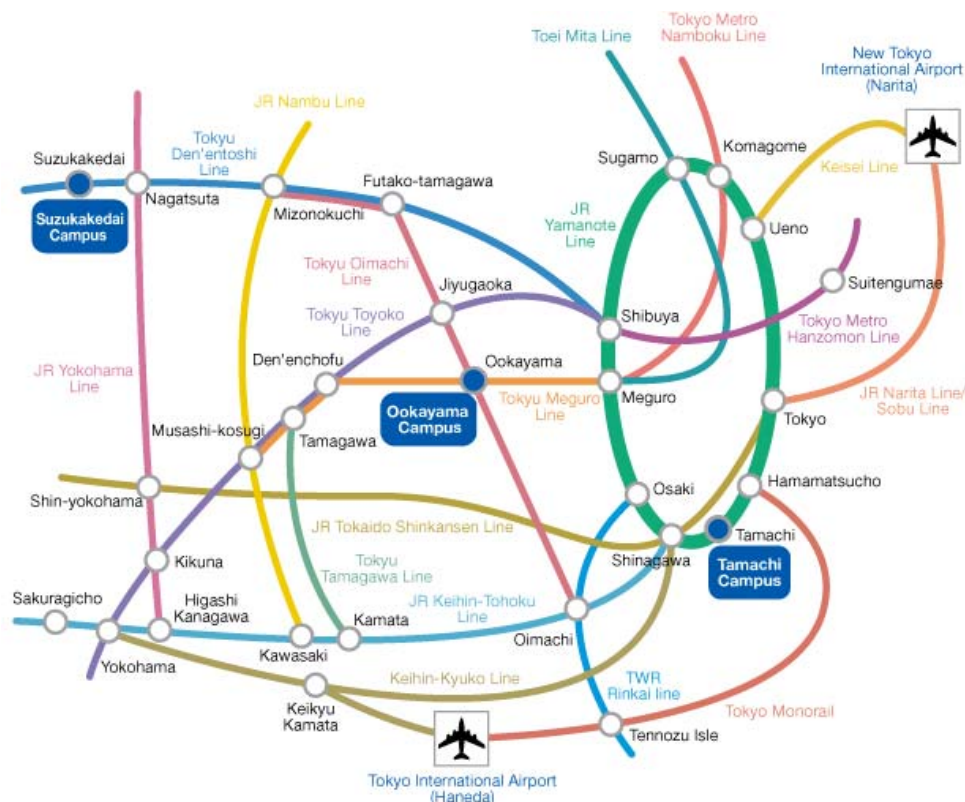 Toei Mita Line
Tokyo Metro
Namboku Line
New Tokyo
International Airport
(Narita)
JR Nambu Line
Tokyu
Den'entoshi
Line
Suzukakedai
Nagatsuta
Suzukakedai
Campus
Mizonokuchi
Futako-tamagawa
Sugamo
Komagome
Keisei Line
JR
Yamanote
Line
Ueno
Tokyu Oimachi
Line
Jiyugaoka
Suitengumae
Tokyu Toyoko
Line
Shibuya
Tokyo Metro
Hanzomon Line
Den'enchofu
Ookayama
JR Yokohama
Line
Ookayama
Campus
Tokyu Meguro
Line
Meguro
JR Narita Line/
Sobu Line
Tokyo
Musashi-kosugi
Tamagawa
Shin-yokohama
Osaki
Hamamatsucho
JR Tokaido Shinkansen Line
Shinagawa
Tamachi
Tamachi
Campus
Kikuna
Tokyu
Tamagawa Line
Sakuragicho
Higashi
Kanagawa
JR Keihin-Tohoku
Line
Yokohama
Kawasaki
Kamata
Oimachi
Keihin-Kyuko Line
TWR
Rinkai line
Keikyu
Kamata
Tokyo Monorail
Tennozu Isle
Tokyo International Airport
(Haneda)